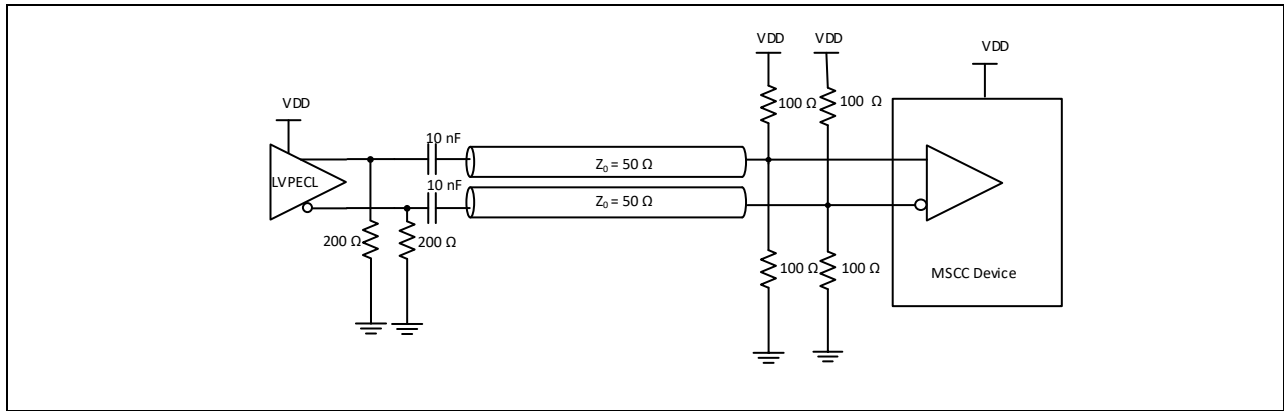 VDD
VDD
VDD
VDD
100 Ω
100 Ω
10 nF
LVPECL
Z₀ = 50 Ω
10 nF
Z₀ = 50 Ω
200 Ω
200 Ω
100 Ω
100 Ω
MSCC Device